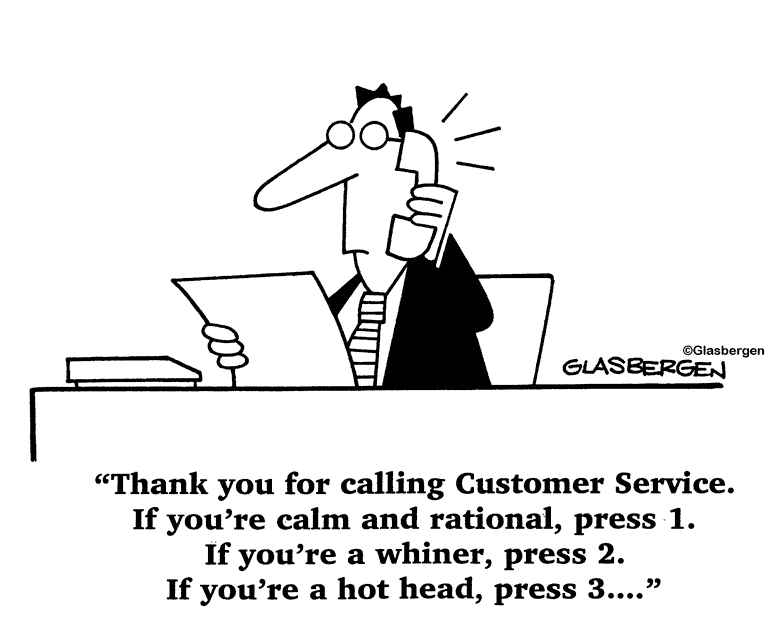 ©Glasbergen
GLASBERGEN
“Thank you for calling Customer Service.
If you’re calm and rational, press 1.
If you’re a whiner, press 2.
If you’re a hot head, press 3....”